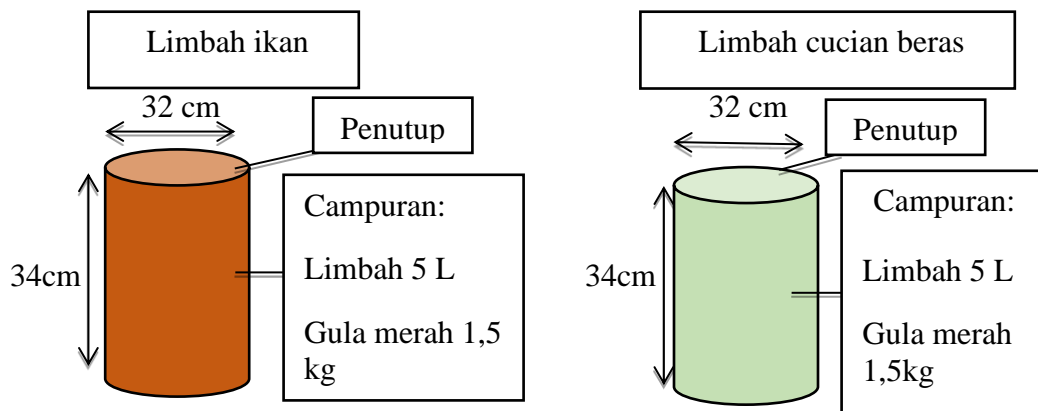 Limbah ikan
32 cm
Penutup
34cm
Campuran:
Limbah 5 L
Gula merah 1,5
kg
Limbah cucian beras
32 cm
Penutup
34cm
Campuran:
Limbah 5 L
Gula merah
1,5kg